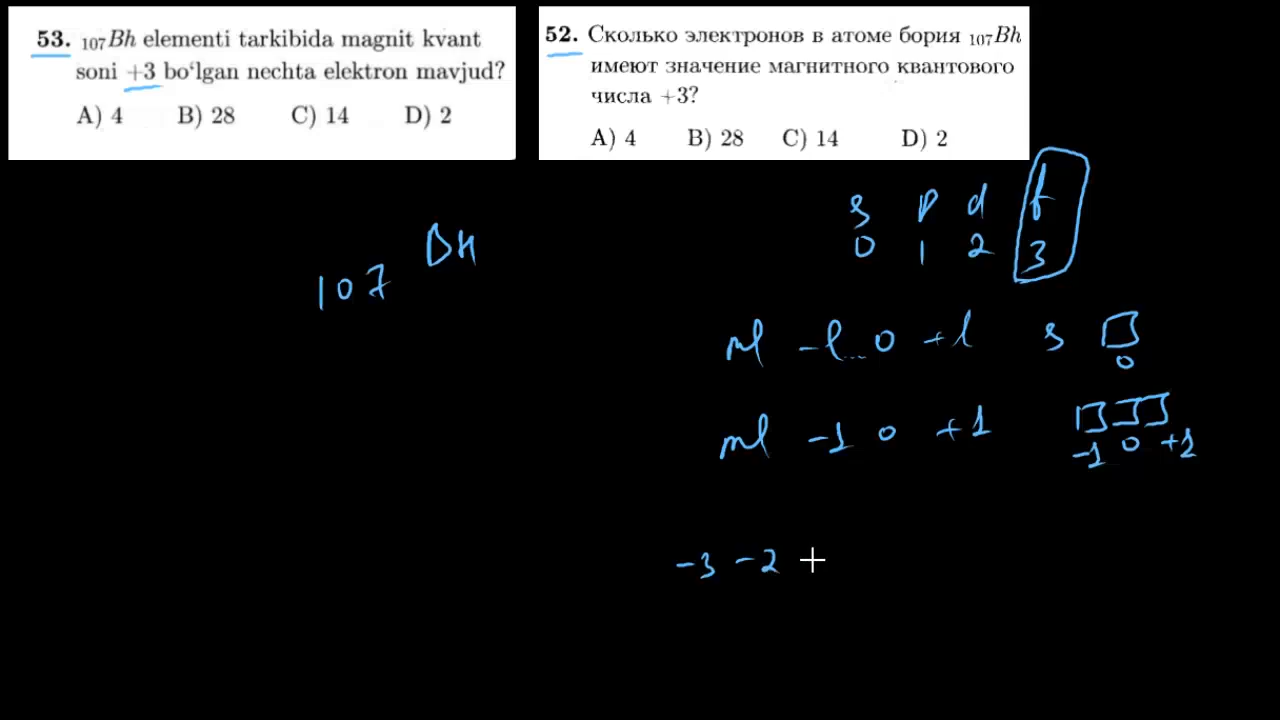 53. ₁₀₇Bh elementi tarkibida magnit kvant
soni +3 bo‘lgan nechta elektron mavjud?
A) 4 B) 28 C) 14 D) 2
52. Сколько электронов в атоме бория ₁₀₇Bh
имеют значение магнитного квантового
числа +3?
A) 4 B) 28 C) 14 D) 2
s p d f
0 1 2 3
107 Bh
ml -l...0 +l s
0
ml -1 0 +1
-1 0 +1
-3 -2